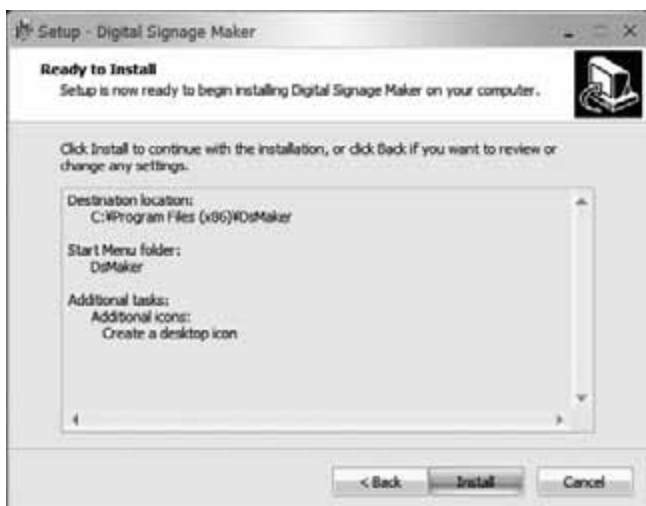 Setup - Digital Signage Maker
Ready to Install
Setup is now ready to begin installing Digital Signage Maker on your computer.
Click Install to continue with the installation, or click Back if you want to review or
change any settings.
Destination location:
C:¥Program Files (x86)¥DsMaker
Start Menu folder:
DsMaker
Additional tasks:
Additional icons:
Create a desktop icon
< Back
Install
Cancel